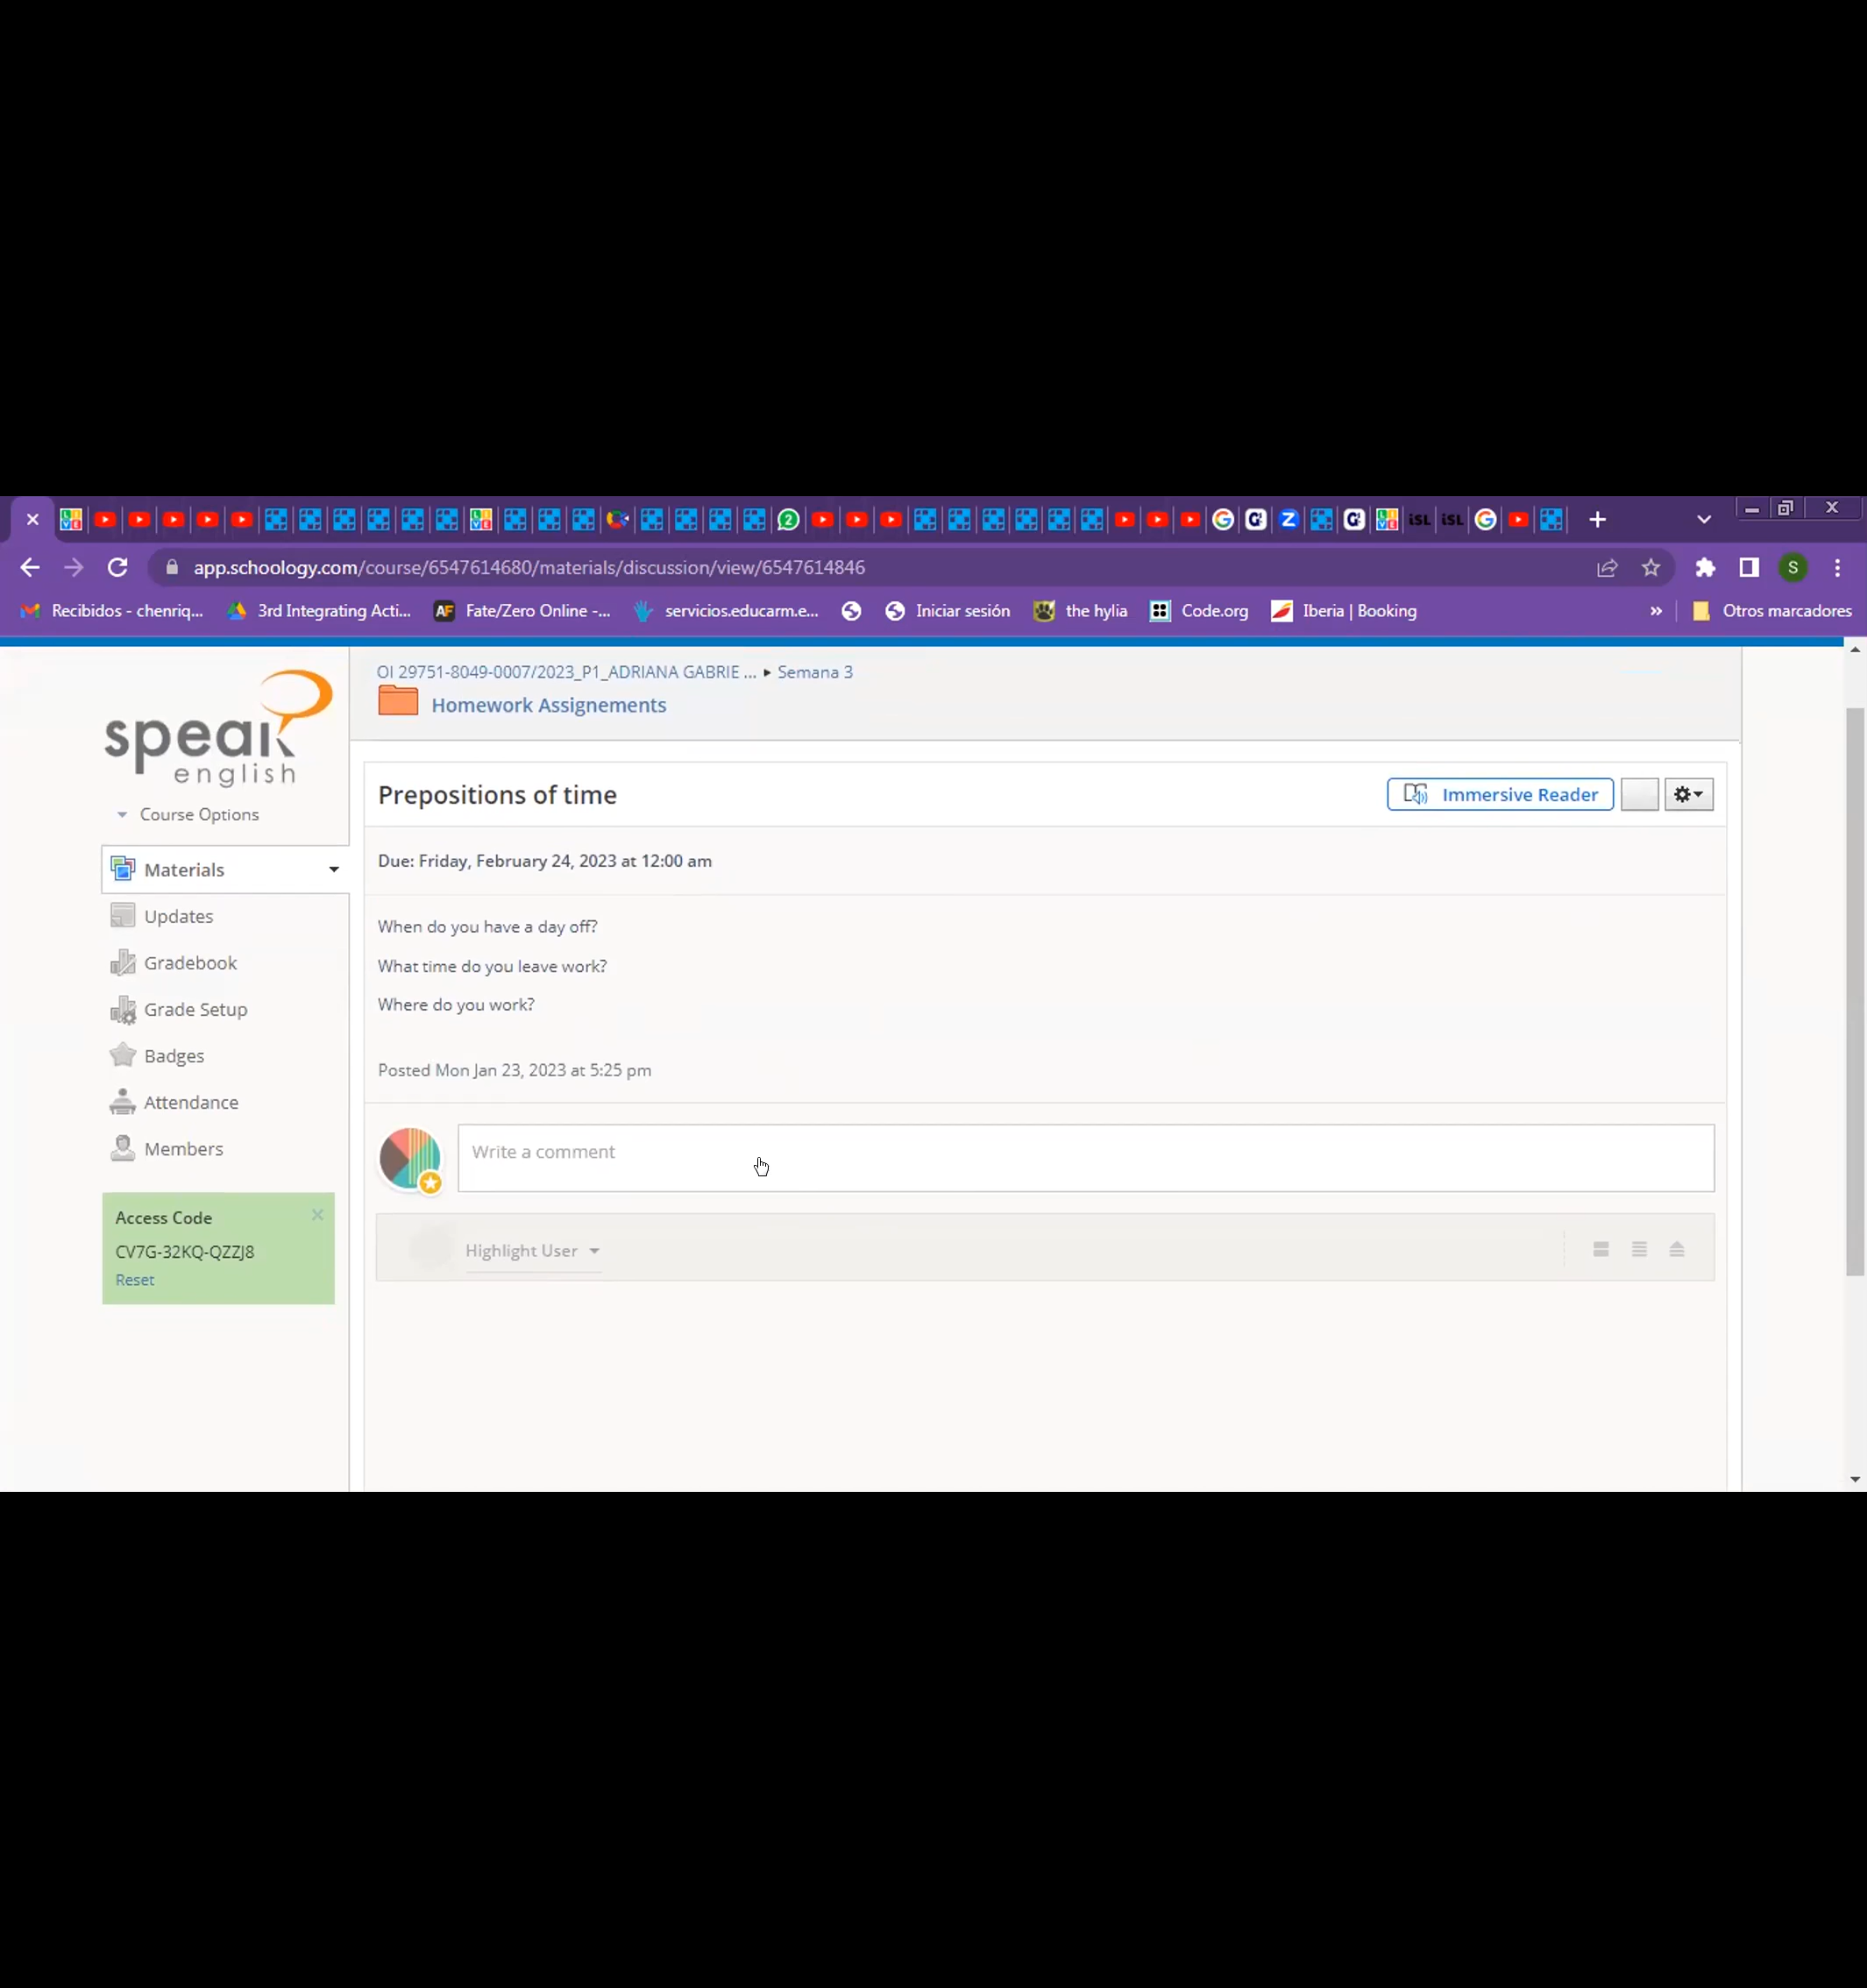 app.schoology.com/course/6547614680/materials/discussion/view/6547614846
S
Recibidos - chenriq...
3rd Integrating Acti...
AF
Fate/Zero Online -...
servicios.educarm.e...
Iniciar sesión
the hylia
Code.org
Iberia | Booking
»
Otros marcadores
speak
english
Course Options
Materials
Updates
Gradebook
Grade Setup
Badges
Attendance
Members
Access Code
CV7G-32KQ-QZZJ8
Reset
OI 29751-8049-0007/2023_P1_ADRIANA GABRIE ... ▸ Semana 3
Homework Assignements
Prepositions of time
Immersive Reader
Due: Friday, February 24, 2023 at 12:00 am
When do you have a day off?
What time do you leave work?
Where do you work?
Posted Mon Jan 23, 2023 at 5:25 pm
Write a comment
Highlight User